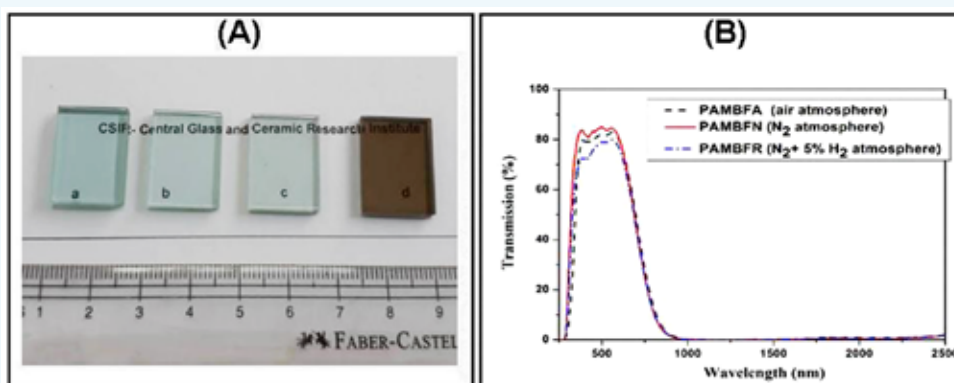 (A)
CSIR- Central Glass and Ceramic Research Institute
a b c d
1 2 3 4 5 6 7 8 9
FABER-CASTEL
(B)
Transmission (%)
100
80
60
40
20
0
PAMBFA (air atmosphere)
PAMBFN (N₂ atmosphere)
PAMBFR (N₂+ 5% H₂ atmosphere)
500 1000 1500 2000 2500
Wavelength (nm)